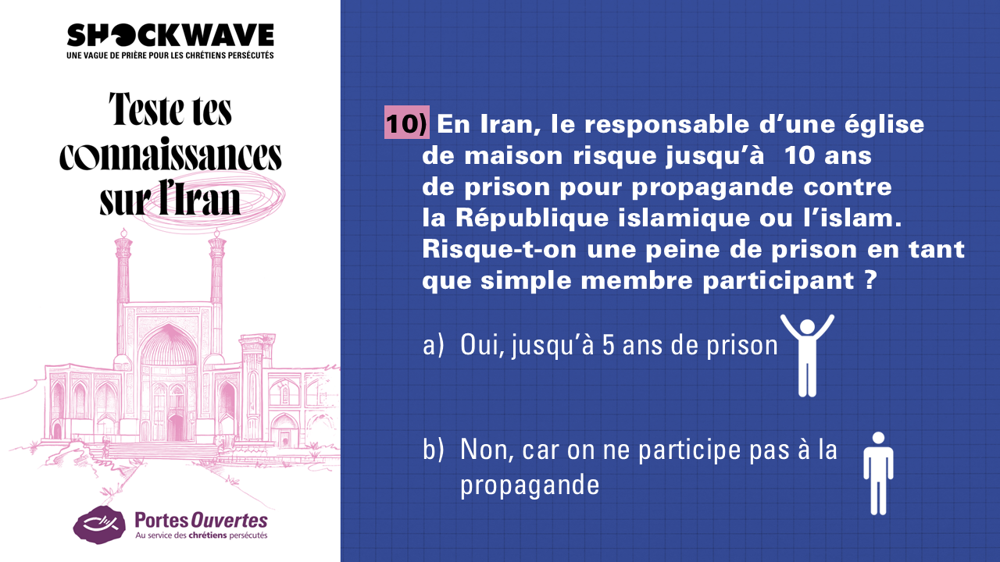 SHOCKWAVE
UNE VAGUE DE PRIÈRE POUR LES CHRÉTIENS PERSÉCUTÉS
Teste tes
connaissances
sur l'Iran
Portes Ouvertes
Au service des chrétiens persécutés
10) En Iran, le responsable d’une église
de maison risque jusqu’à 10 ans
de prison pour propagande contre
la République islamique ou l’islam.
Risque-t-on une peine de prison en tant
que simple membre participant ?
a) Oui, jusqu’à 5 ans de prison
b) Non, car on ne participe pas à la
propagande